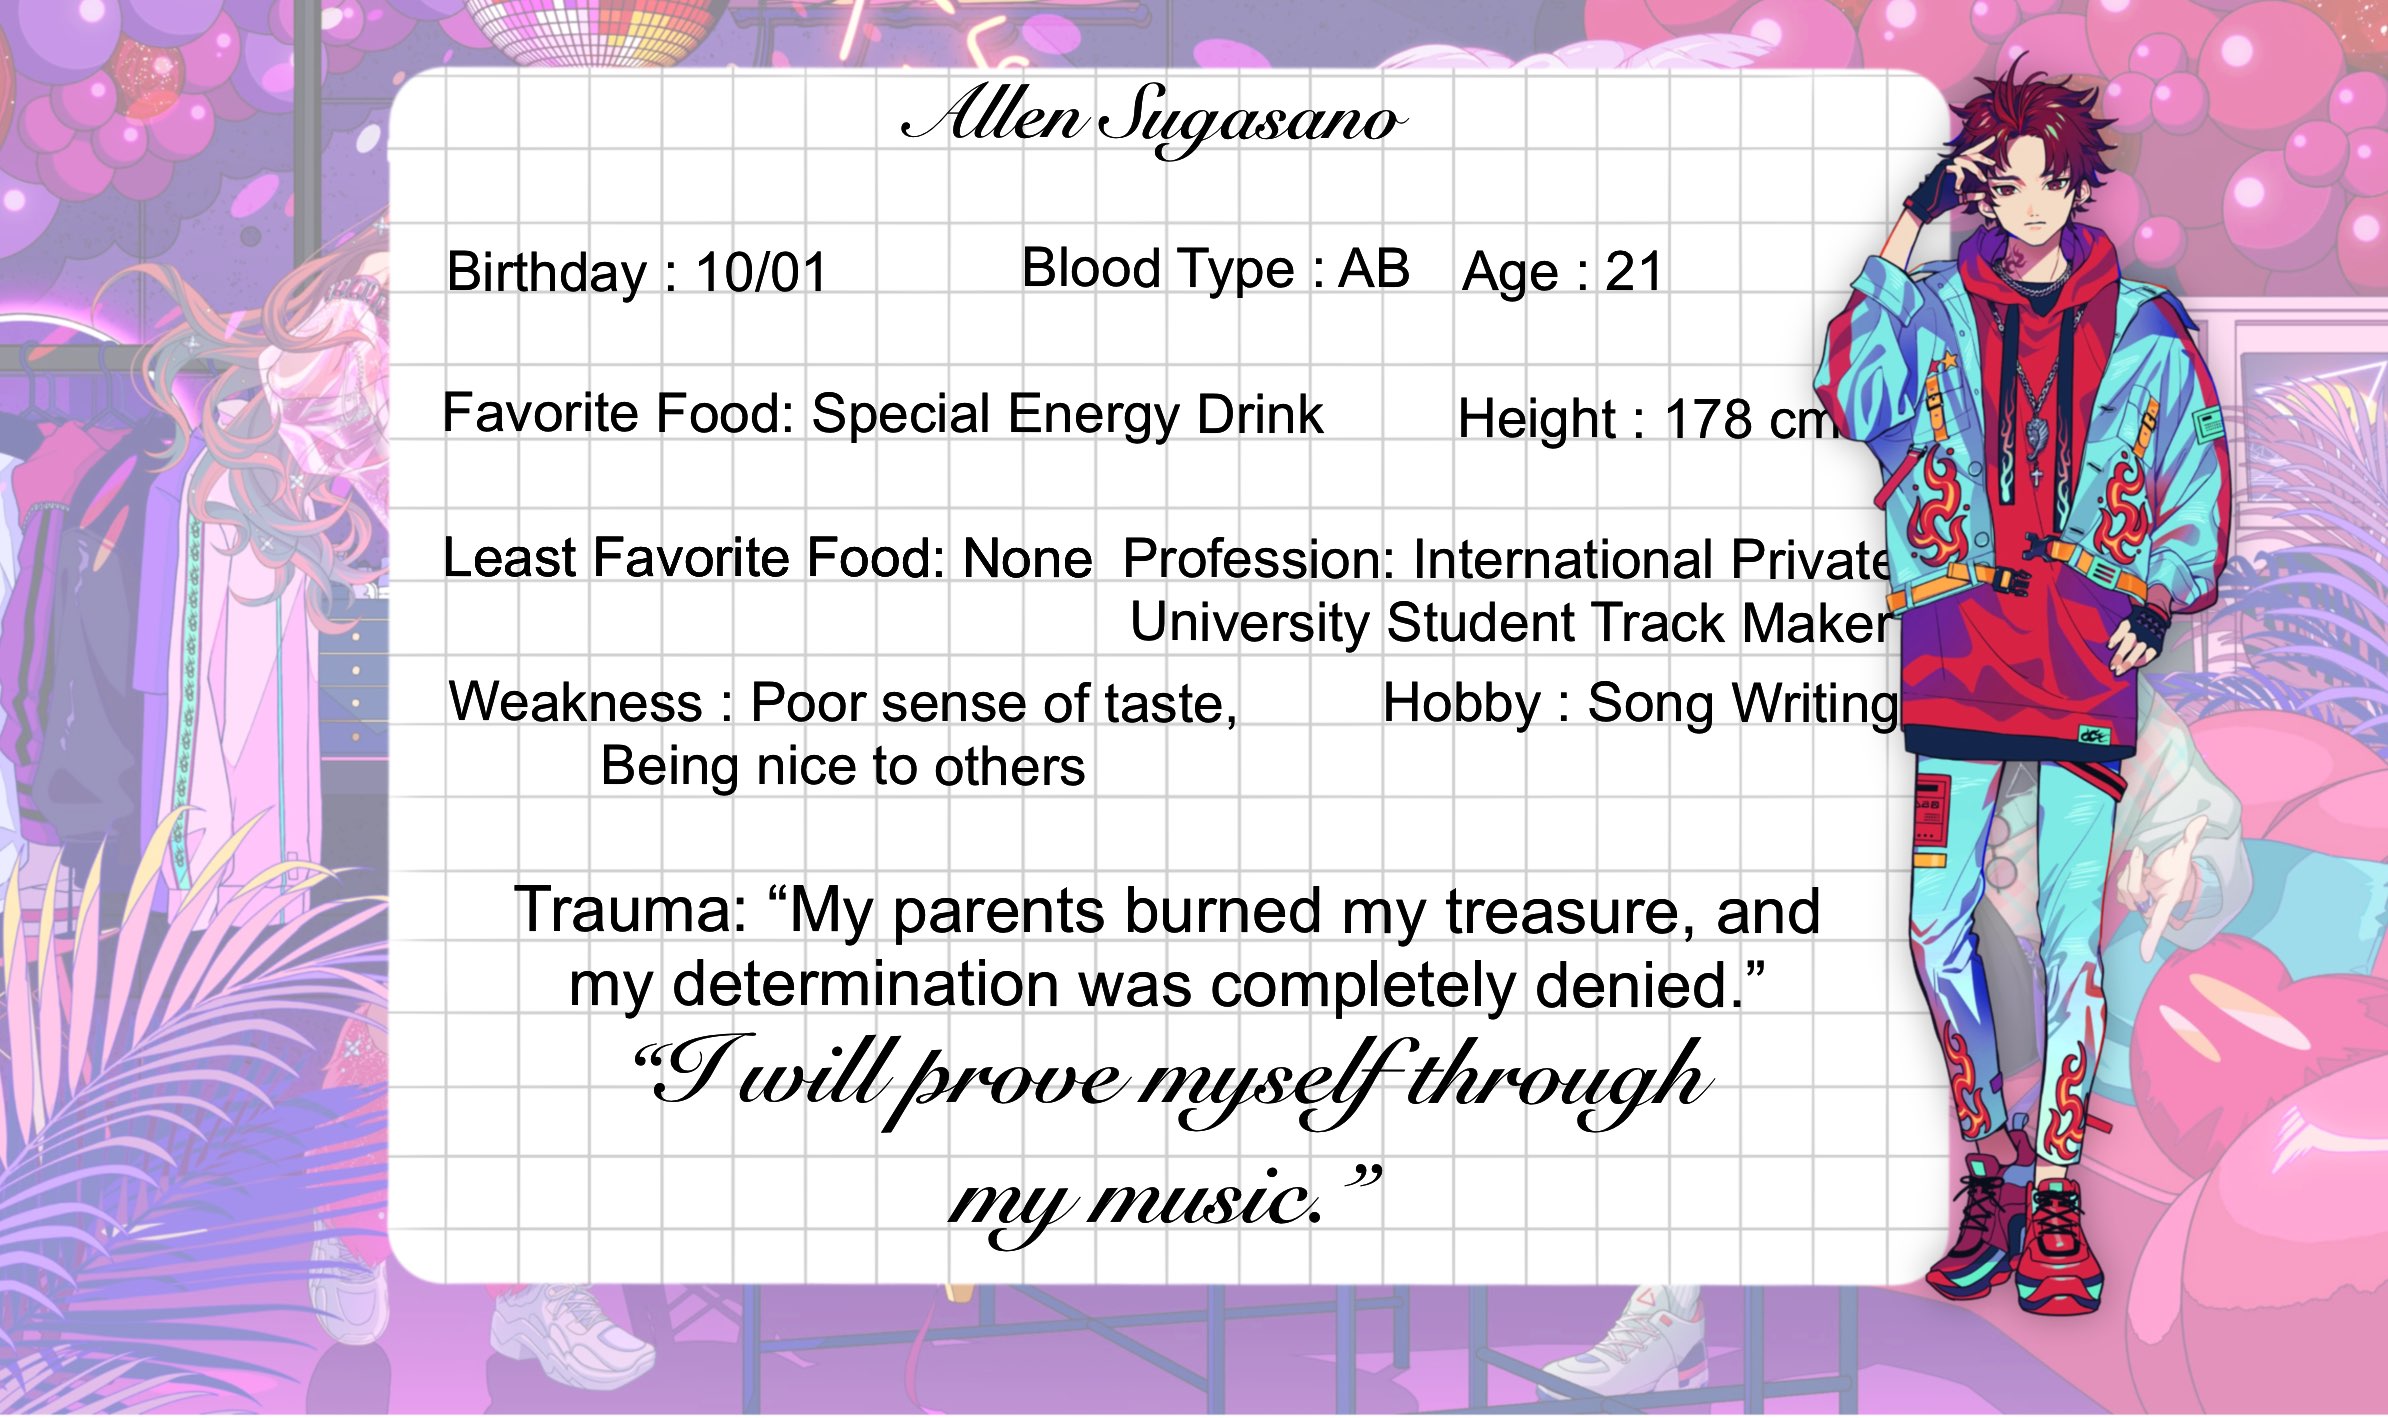 Allen Sugasano
Birthday : 10/01
Blood Type : AB
Age : 21
Favorite Food: Special Energy Drink
Height : 178 cm
Least Favorite Food: None
Profession: International Private
University Student Track Maker
Weakness : Poor sense of taste,
Being nice to others
Hobby : Song Writing
Trauma: “My parents burned my treasure, and
my determination was completely denied.”
“I will prove myself through
my music.”